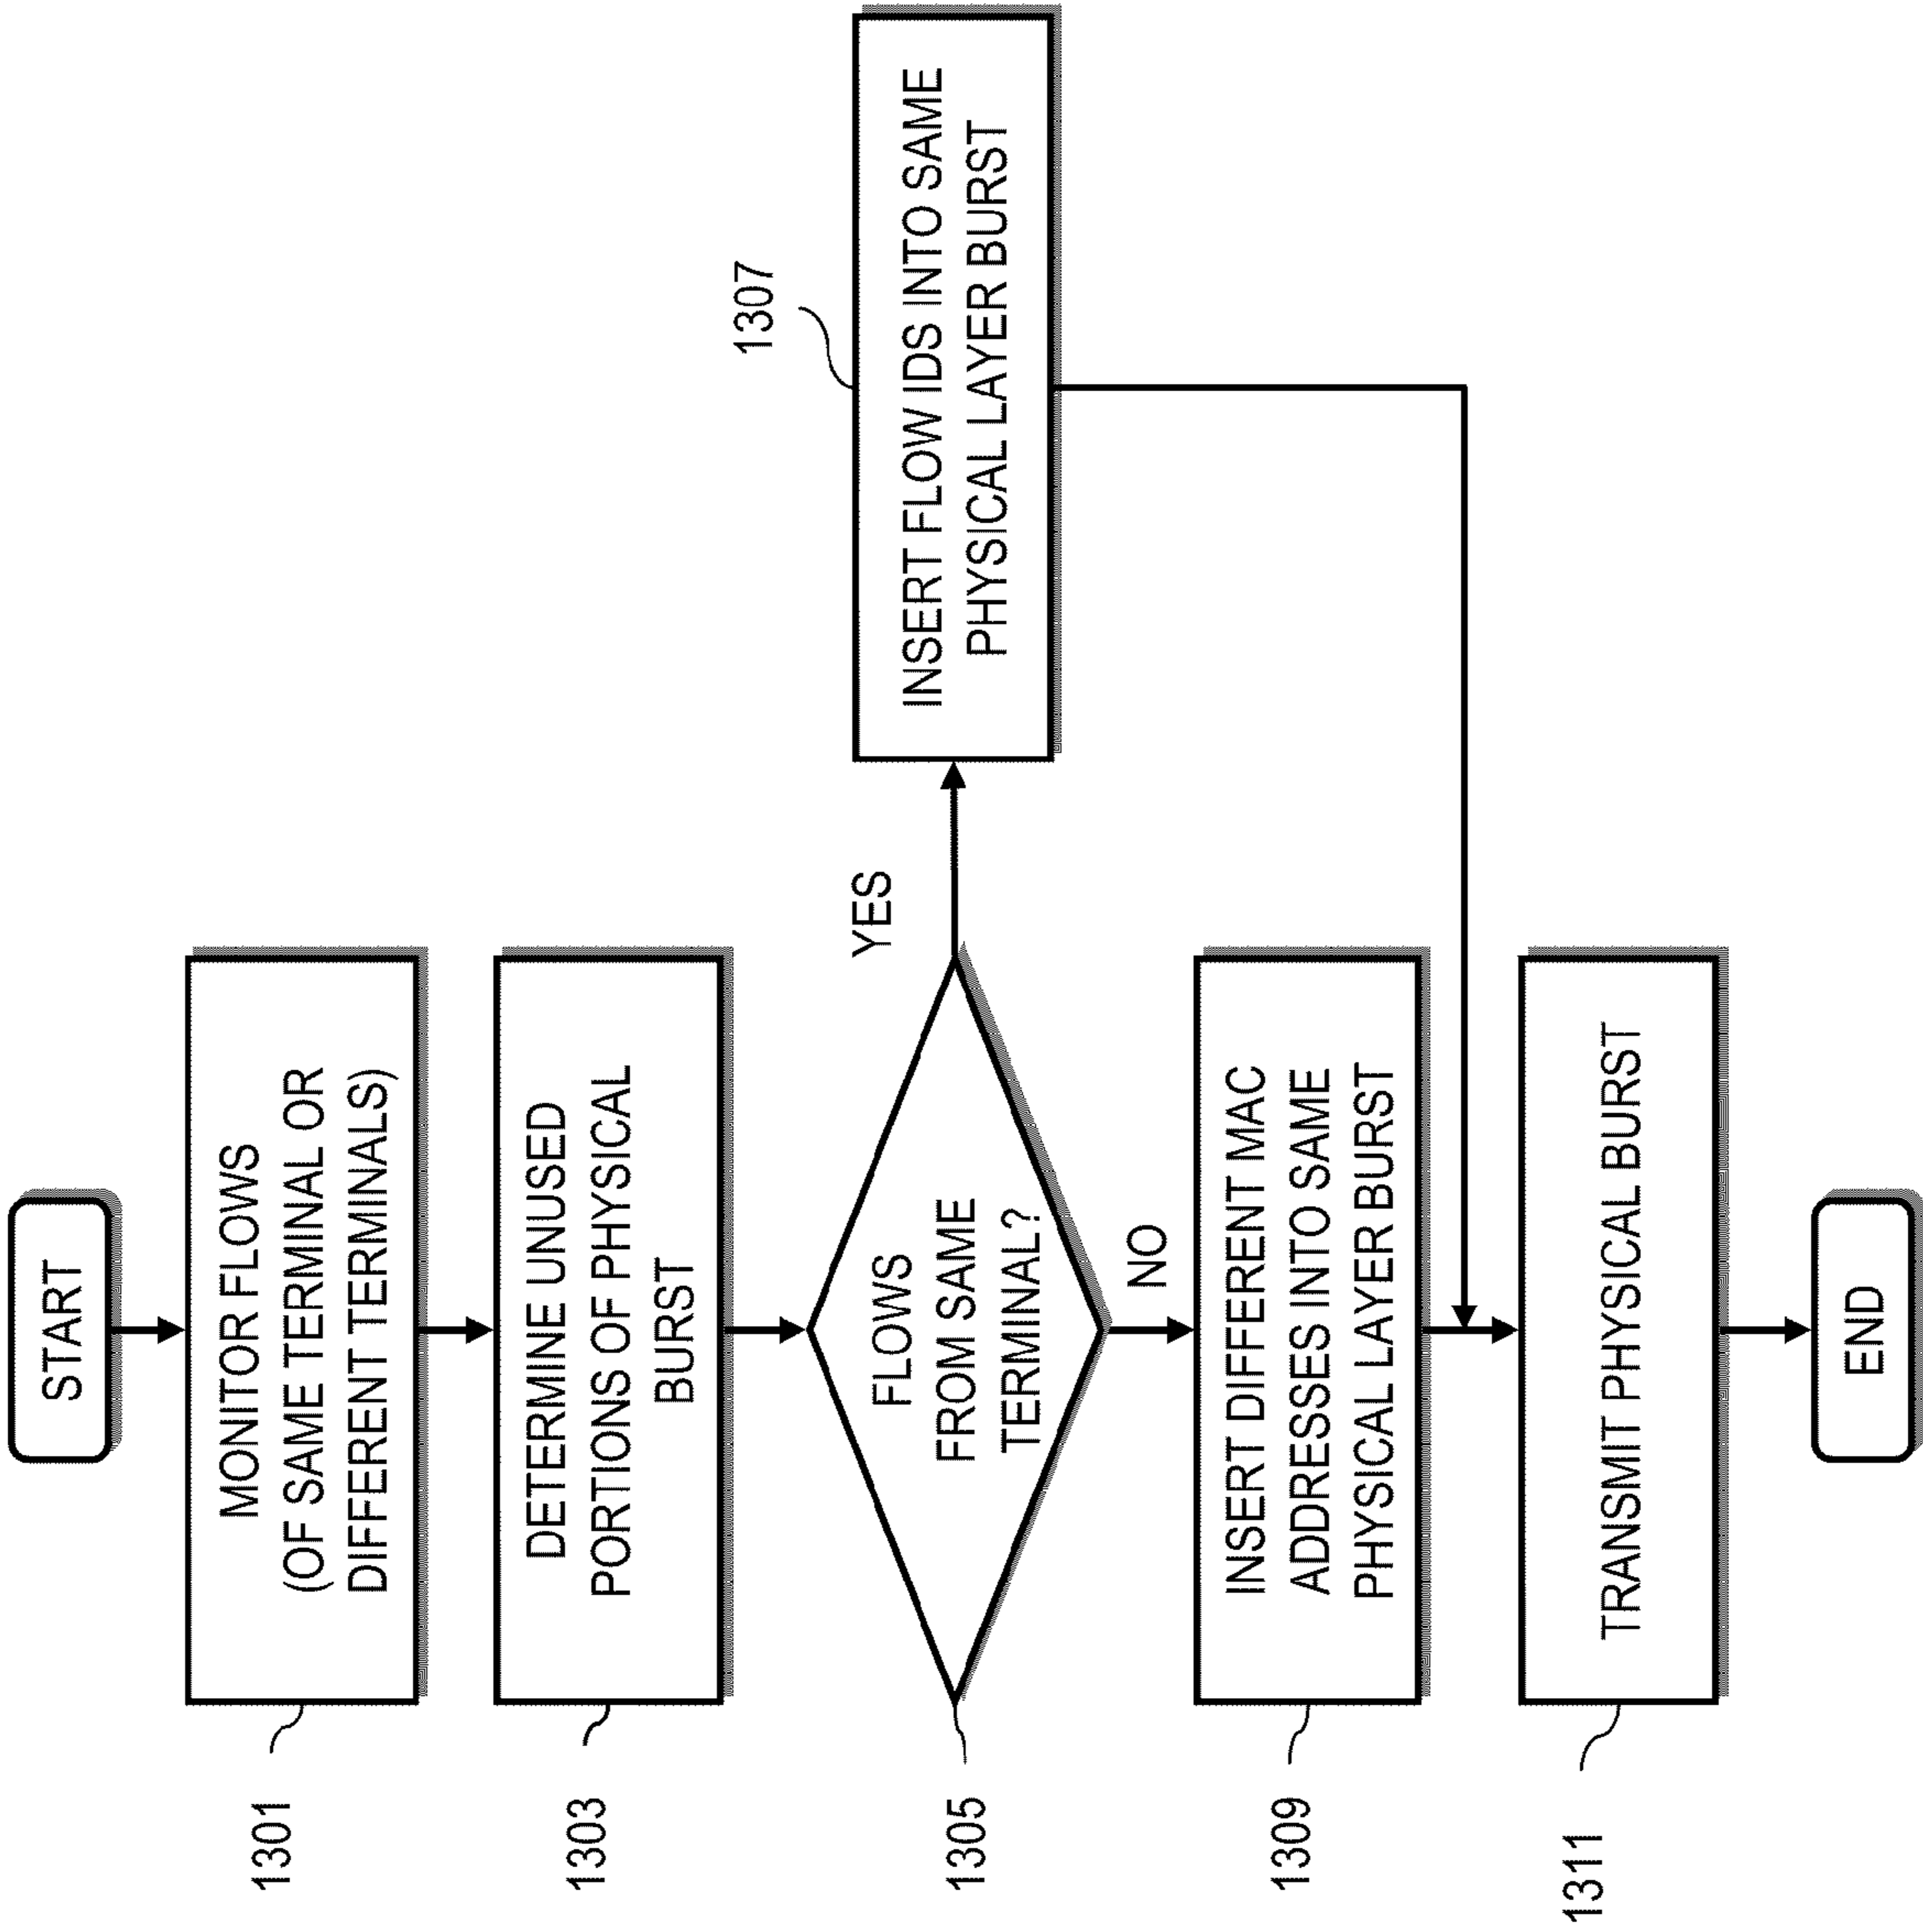 START
1301
MONITOR FLOWS
(OF SAME TERMINAL OR
DIFFERENT TERMINALS)
1303
DETERMINE UNUSED
PORTIONS OF PHYSICAL
BURST
1305
FLOWS
FROM SAME
TERMINAL?
YES
1307
INSERT FLOW IDS INTO SAME
PHYSICAL LAYER BURST
NO
1309
INSERT DIFFERENT MAC
ADDRESSES INTO SAME
PHYSICAL LAYER BURST
1311
TRANSMIT PHYSICAL BURST
END